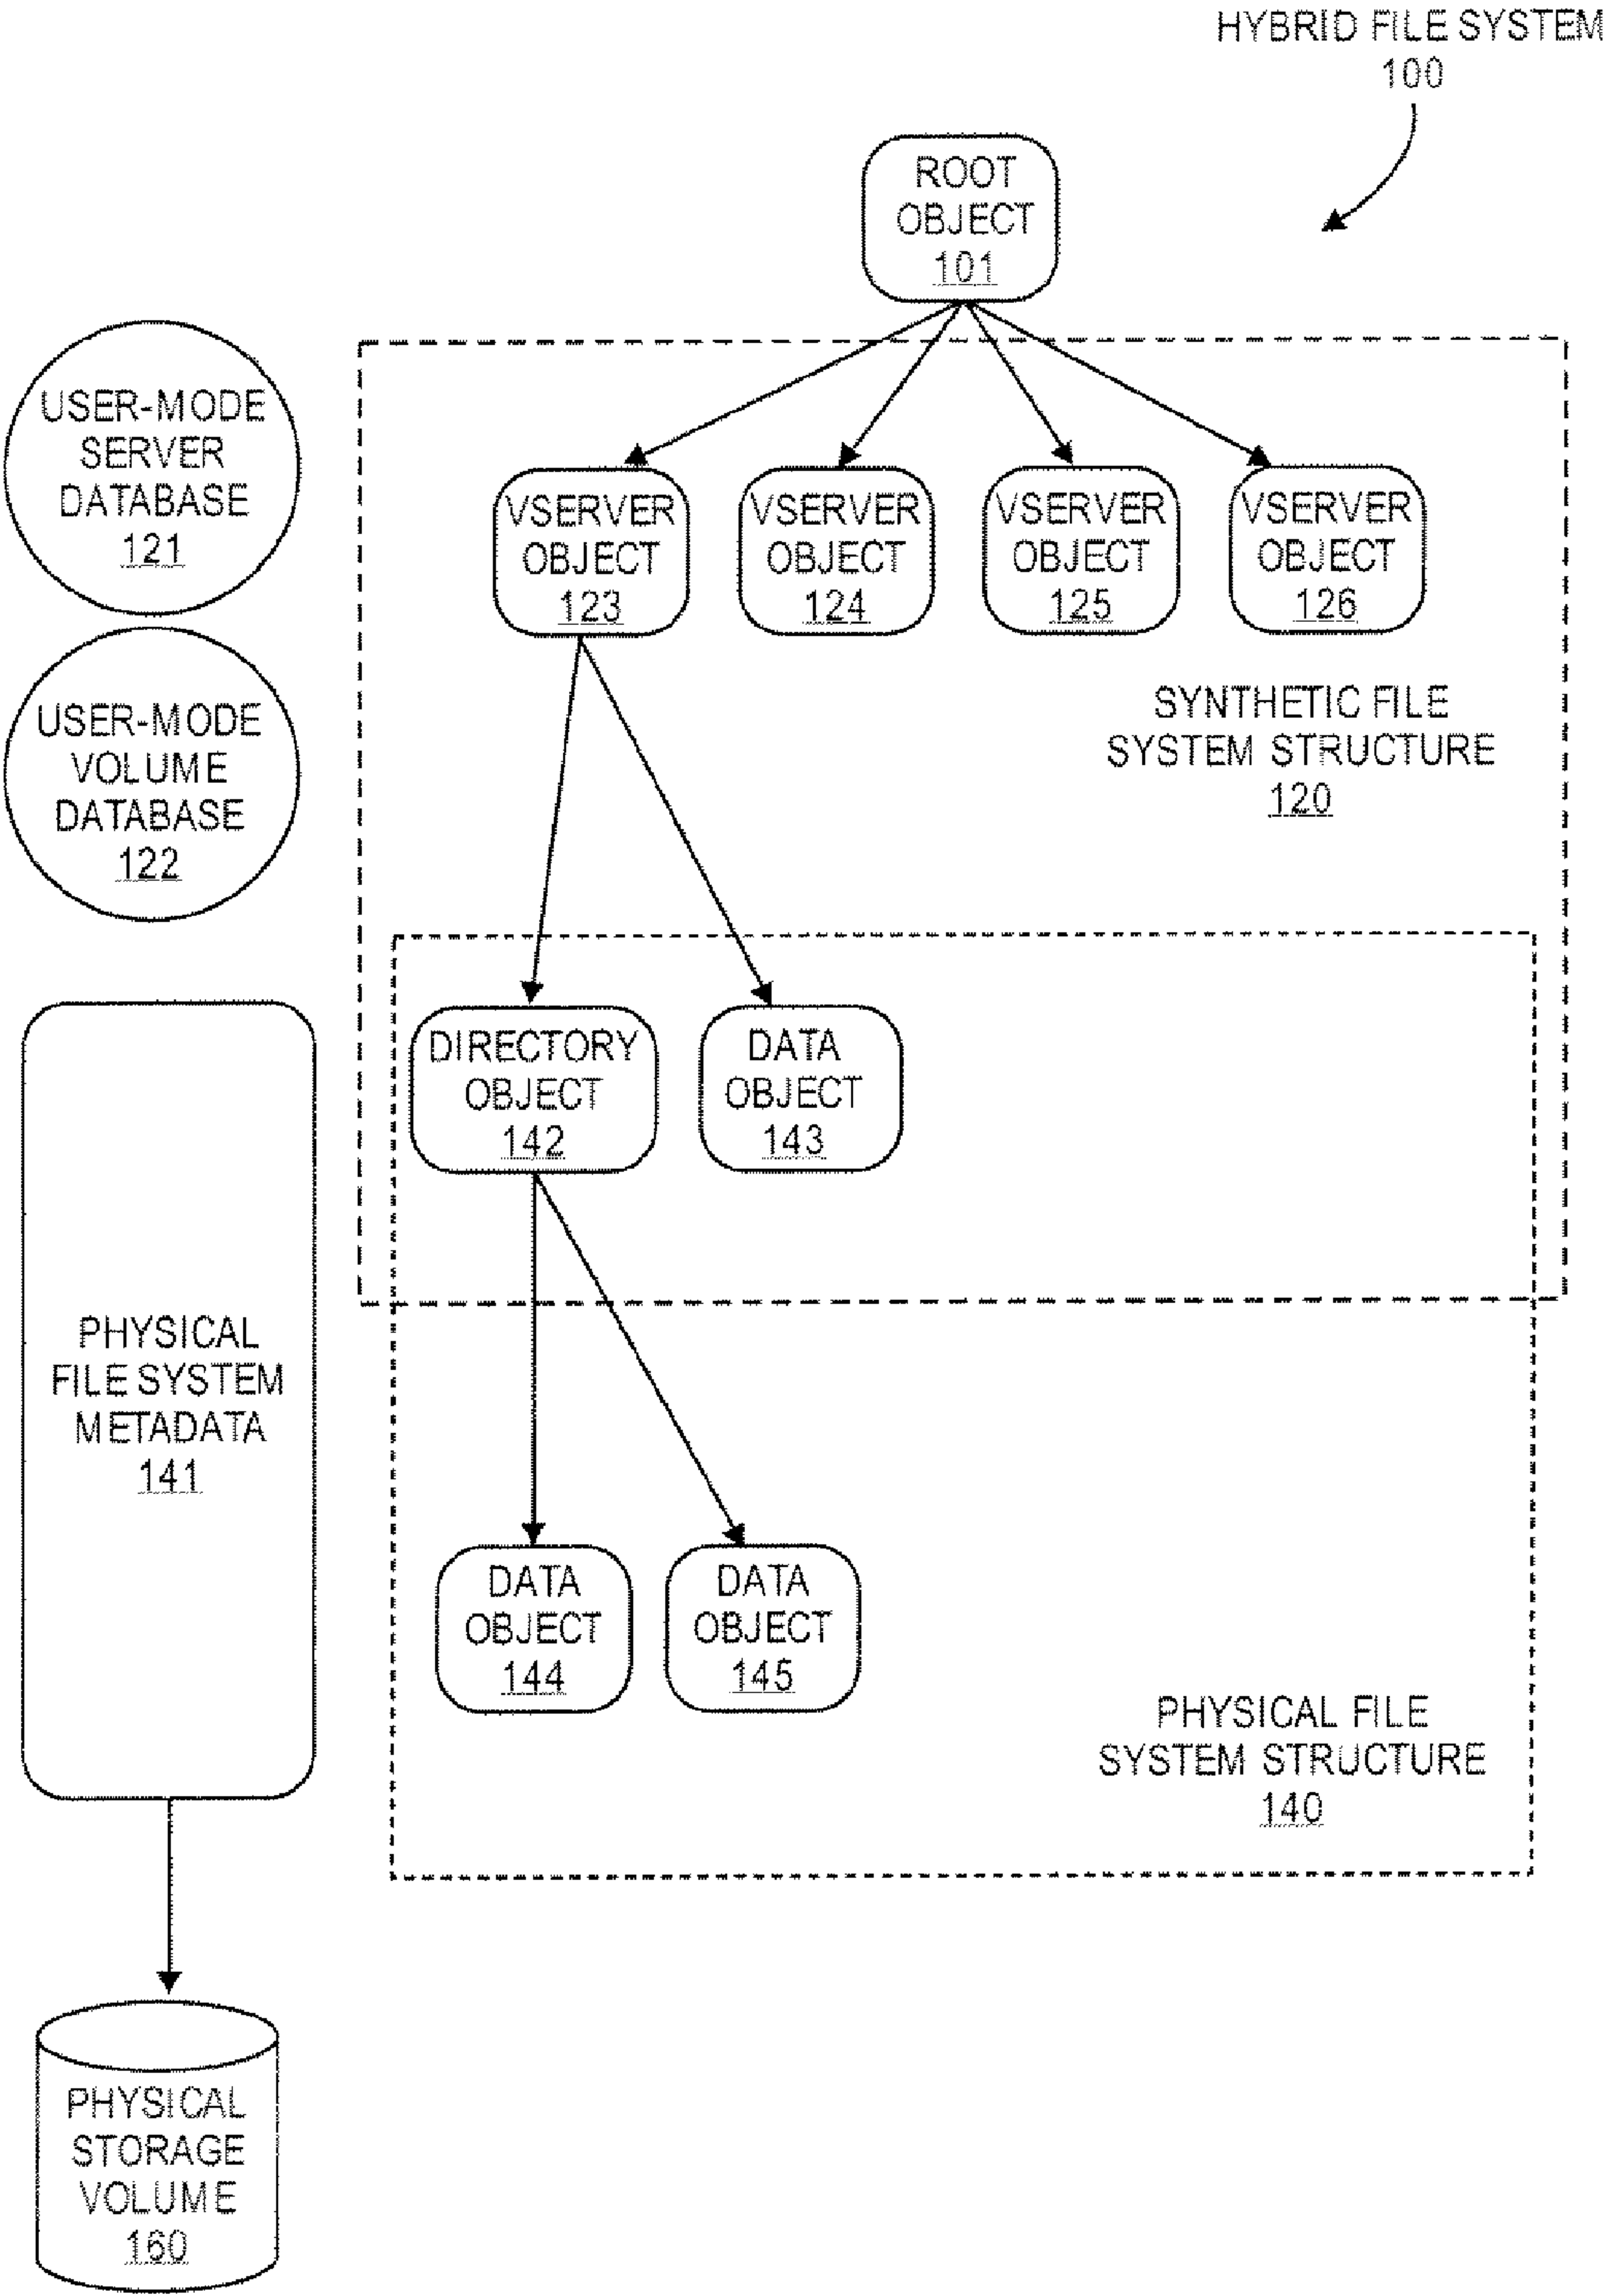 HYBRID FILE SYSTEM
100
ROOT
OBJECT
101
USER-MODE
SERVER
DATABASE
121
VSERVER
OBJECT
123
VSERVER
OBJECT
124
VSERVER
OBJECT
125
VSERVER
OBJECT
126
USER-MODE
VOLUME
DATABASE
122
SYNTHETIC FILE
SYSTEM STRUCTURE
120
DIRECTORY
OBJECT
142
DATA
OBJECT
143
PHYSICAL
FILE SYSTEM
METADATA
141
DATA
OBJECT
144
DATA
OBJECT
145
PHYSICAL FILE
SYSTEM STRUCTURE
140
PHYSICAL
STORAGE
VOLUME
160